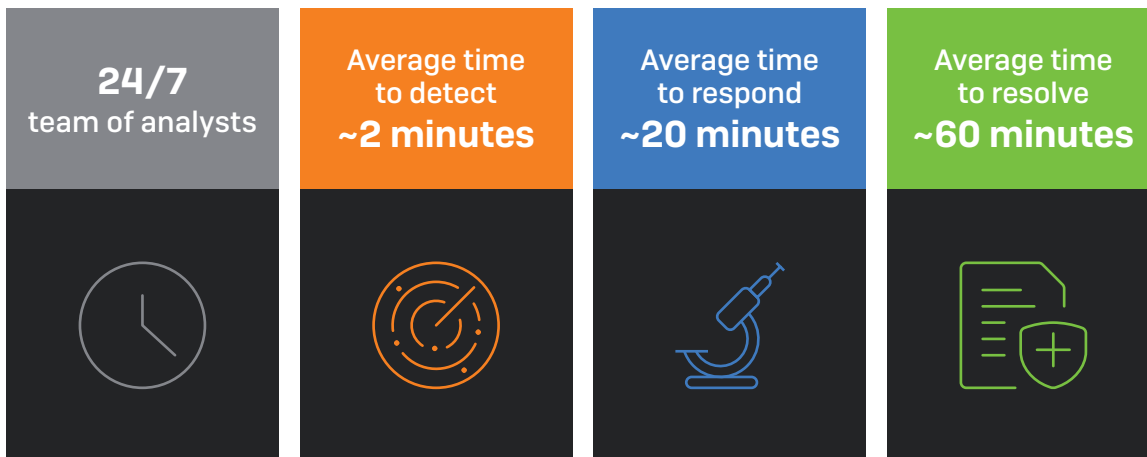 24/7
team of analysts
Average time
to detect
~2 minutes
Average time
to respond
~20 minutes
Average time
to resolve
~60 minutes